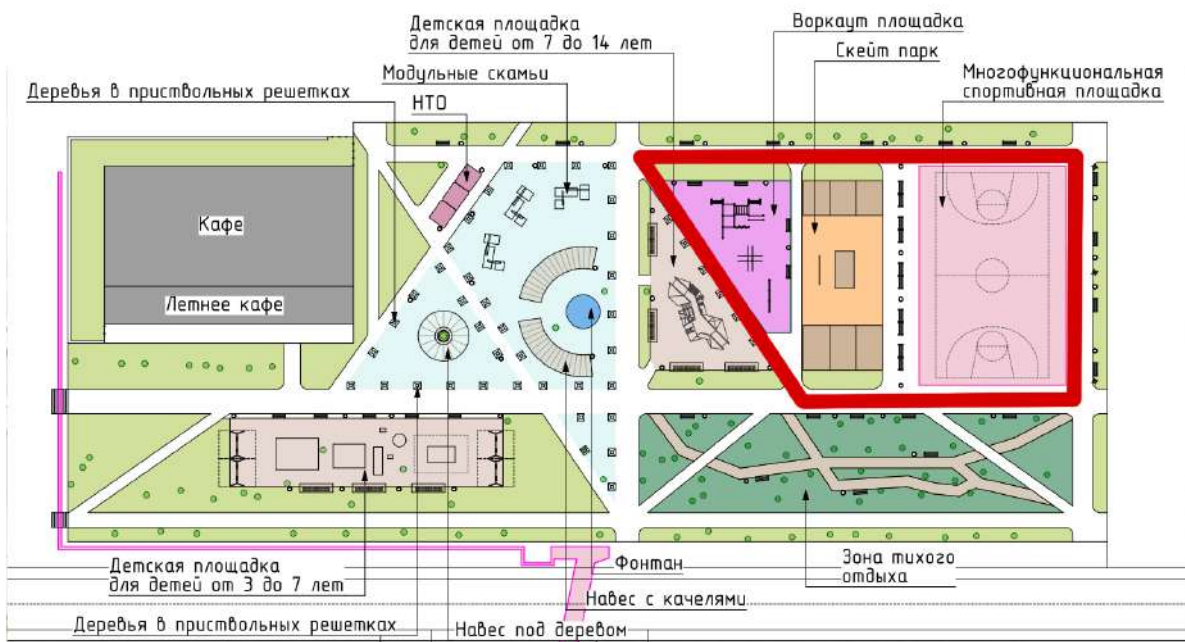 Детская площадка
для детей от 7 до 14 лет
Воркаут площадка
Скейт парк
Модульные скамьи
Многофункциональная
спортивная площадка
Деревья в приствольных решетках
НТО
Кафе
Летнее кафе
Детская площадка
для детей от 3 до 7 лет
Фонтан
Зона тихого
отдыха
Навес с качелями
Деревья в приствольных решетках
Навес под деревом